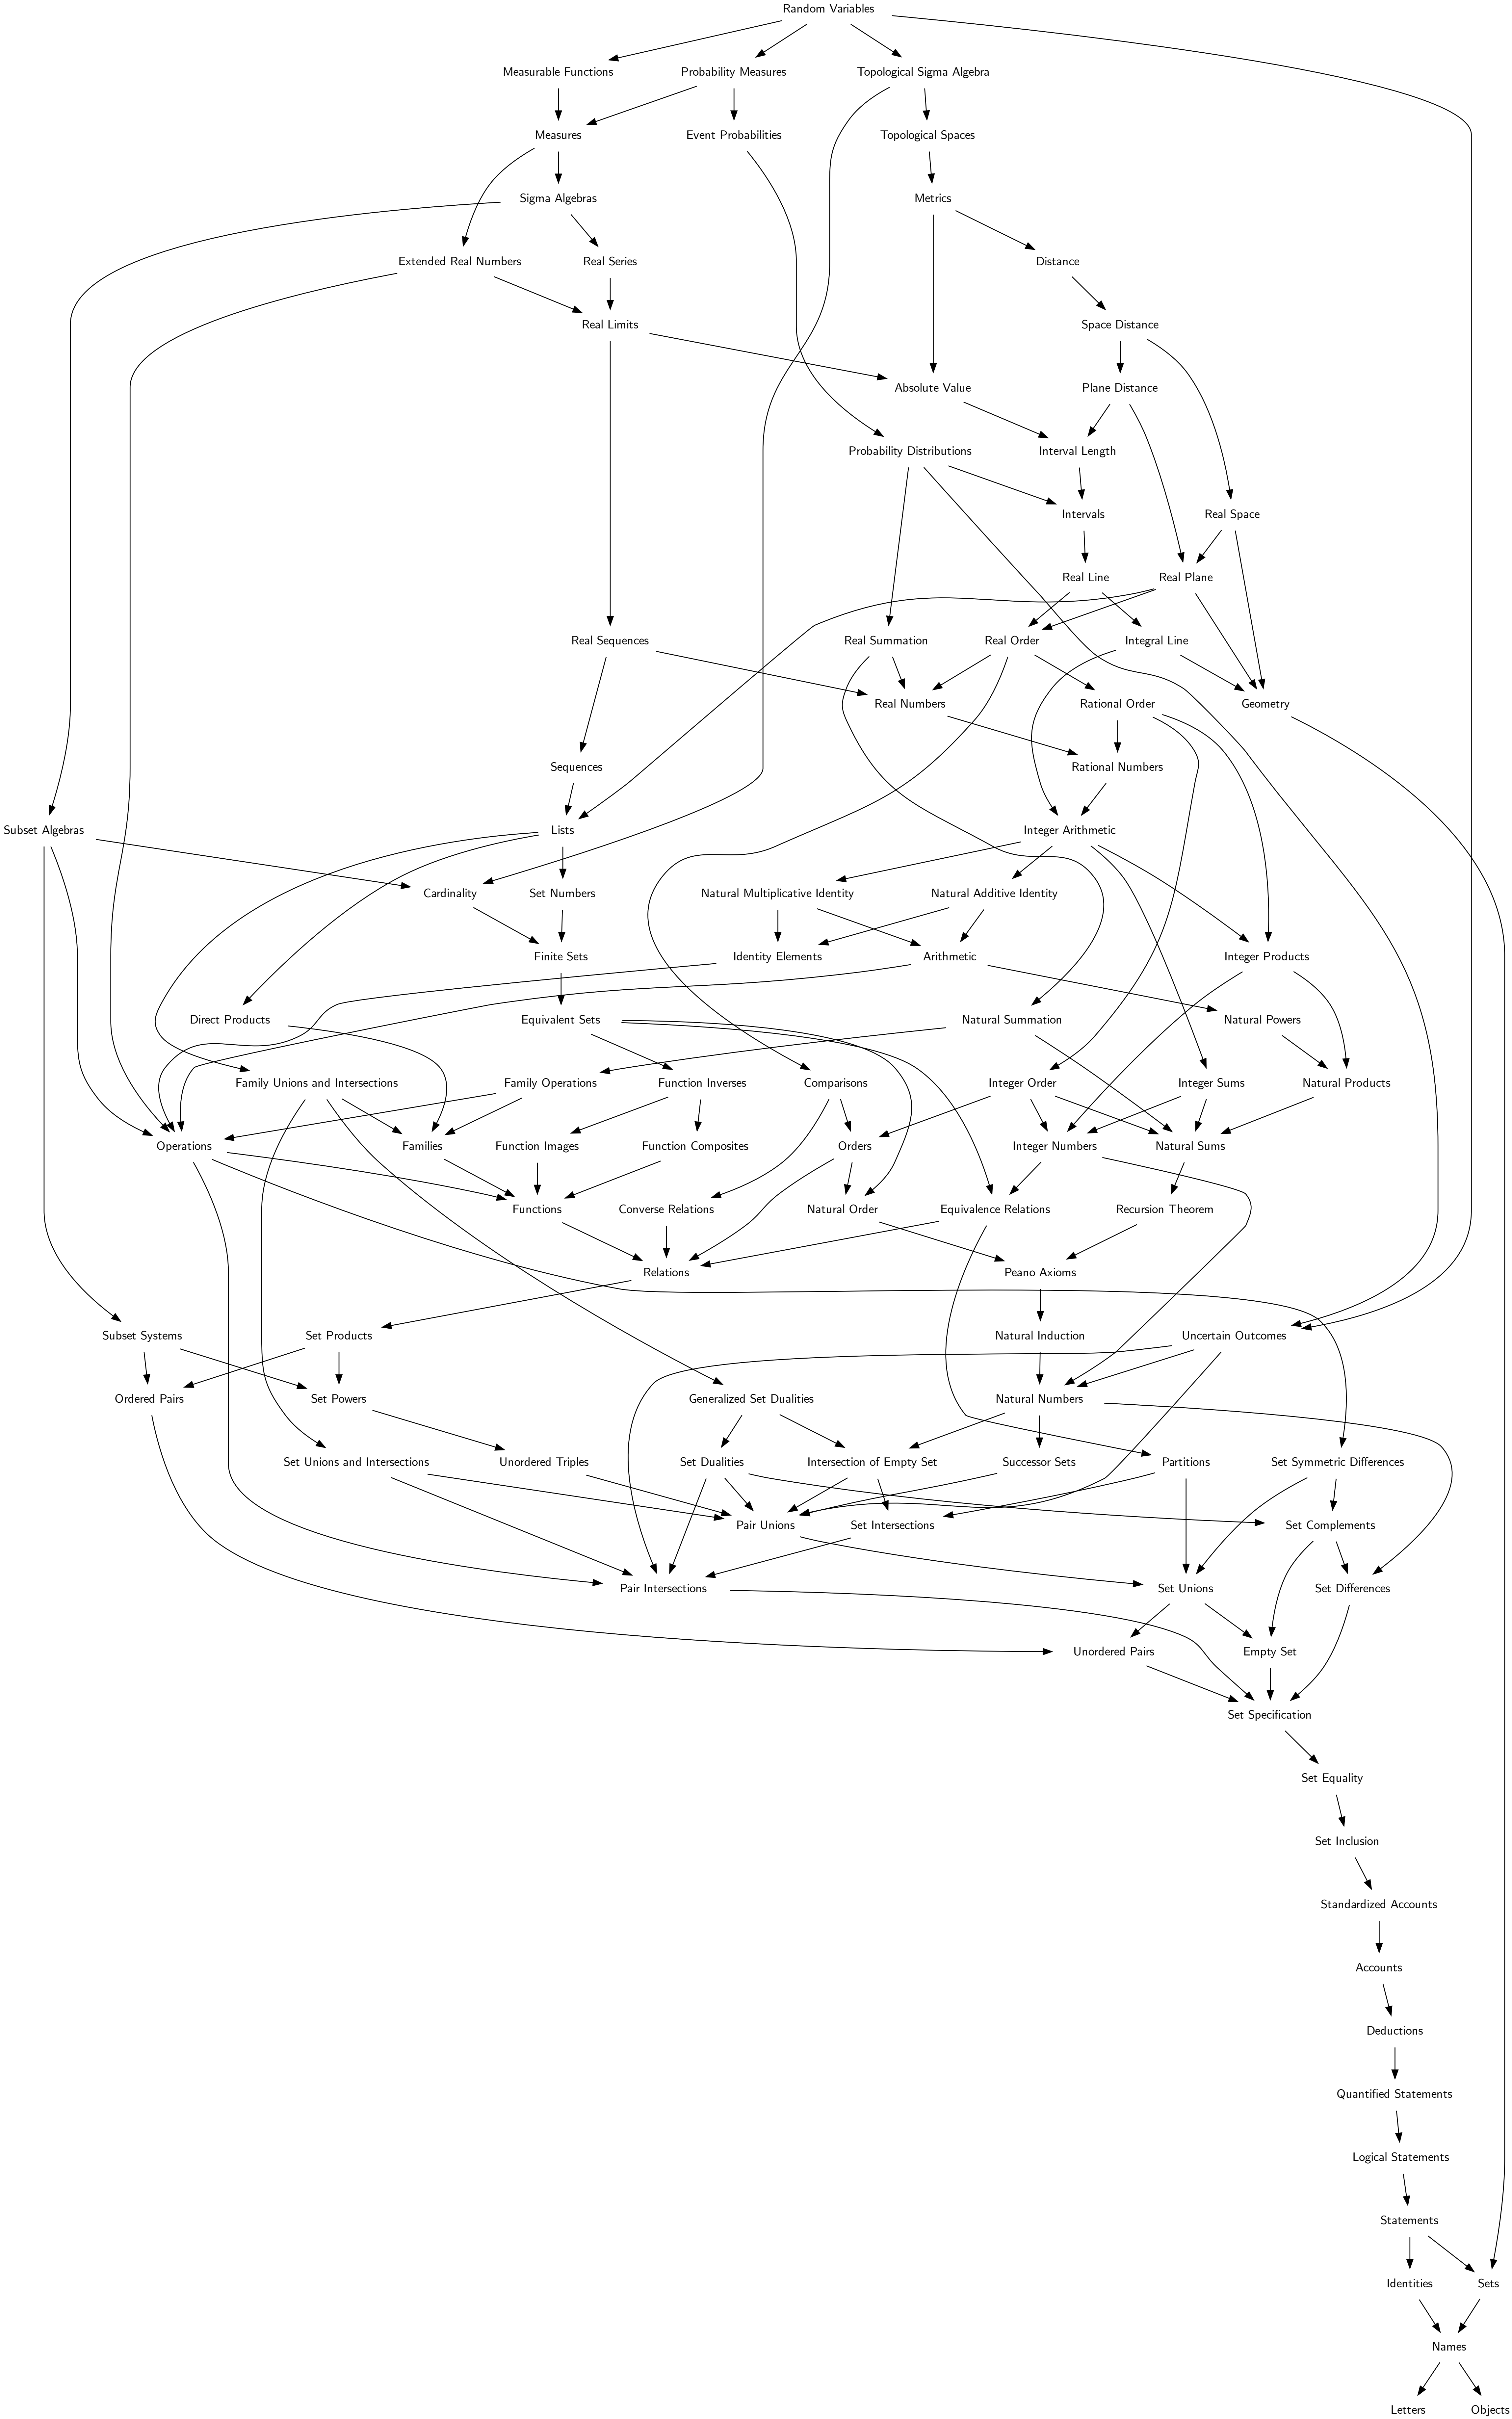 Random Variables
Measurable Functions
Probability Measures
Topological Sigma Algebra
Measures
Event Probabilities
Topological Spaces
Sigma Algebras
Metrics
Extended Real Numbers
Real Series
Distance
Real Limits
Space Distance
Absolute Value
Plane Distance
Probability Distributions
Interval Length
Intervals
Real Space
Real Line
Real Plane
Real Sequences
Real Summation
Real Order
Integral Line
Real Numbers
Rational Order
Geometry
Sequences
Rational Numbers
Subset Algebras
Lists
Integer Arithmetic
Cardinality
Set Numbers
Natural Multiplicative Identity
Natural Additive Identity
Finite Sets
Identity Elements
Arithmetic
Integer Products
Direct Products
Equivalent Sets
Natural Summation
Natural Powers
Family Unions and Intersections
Family Operations
Function Inverses
Comparisons
Integer Order
Integer Sums
Natural Products
Operations
Families
Function Images
Function Composites
Orders
Integer Numbers
Natural Sums
Functions
Converse Relations
Natural Order
Equivalence Relations
Recursion Theorem
Relations
Peano Axioms
Subset Systems
Set Products
Natural Induction
Uncertain Outcomes
Ordered Pairs
Set Powers
Generalized Set Dualities
Natural Numbers
Set Unions and Intersections
Unordered Triples
Set Dualities
Intersection of Empty Set
Successor Sets
Partitions
Set Symmetric Differences
Pair Unions
Set Intersections
Set Complements
Pair Intersections
Set Unions
Set Differences
Unordered Pairs
Empty Set
Set Specification
Set Equality
Set Inclusion
Standardized Accounts
Accounts
Deductions
Quantified Statements
Logical Statements
Statements
Identities
Sets
Names
Letters
Objects